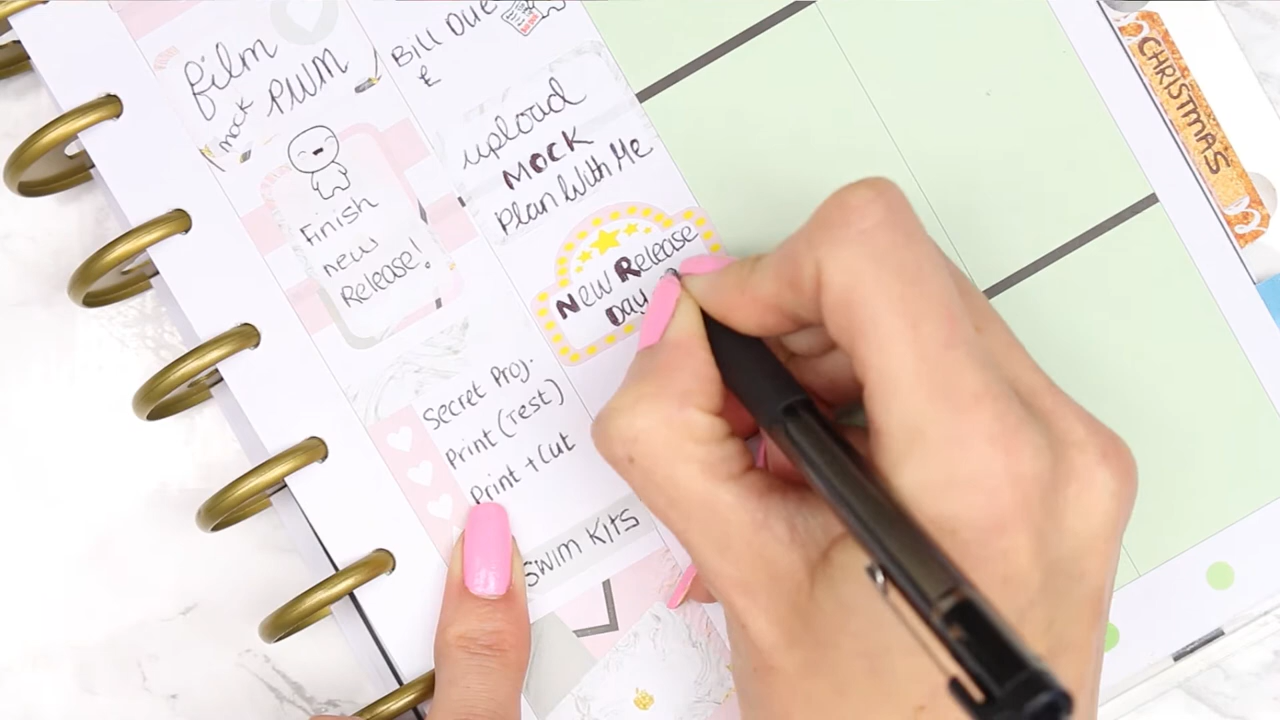 film
mock PWM
Finish
new
Release!
Secret Proj.
Print (Test)
Print + Cut
Swim Kits
Bill Due
£
upload
MOCK
Plan With Me
New Release
Day
CHRISTMAS